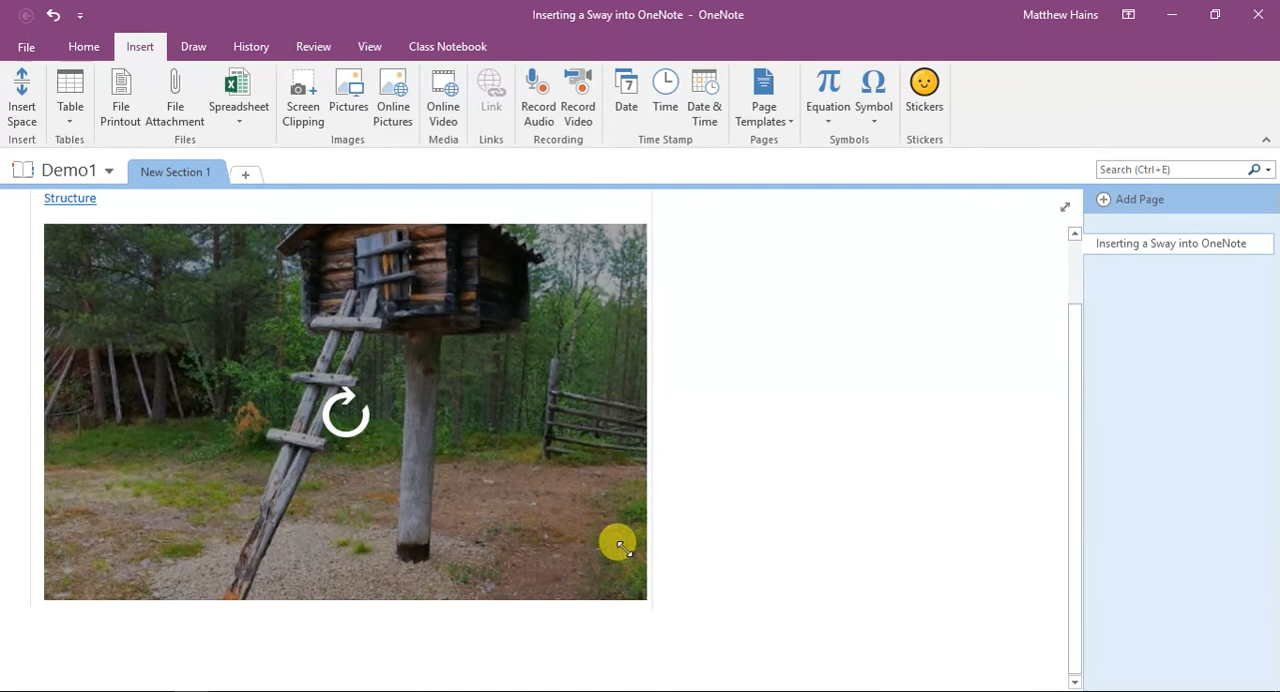 Inserting a Sway into OneNote - OneNote
Matthew Hains
File Home Insert Draw History Review View Class Notebook
Insert Space
Table
File Printout
File Attachment
Spreadsheet
Screen Clipping
Pictures
Online Pictures
Online Video
Link
Record Audio
Record Video
Date
Time
Date & Time
Page Templates
Equation
Symbol
Stickers
Insert Tables Files Images Media Links Recording Time Stamp Pages Symbols Stickers
Demo1 New Section 1
Search (Ctrl+E)
Structure
Add Page
Inserting a Sway into OneNote